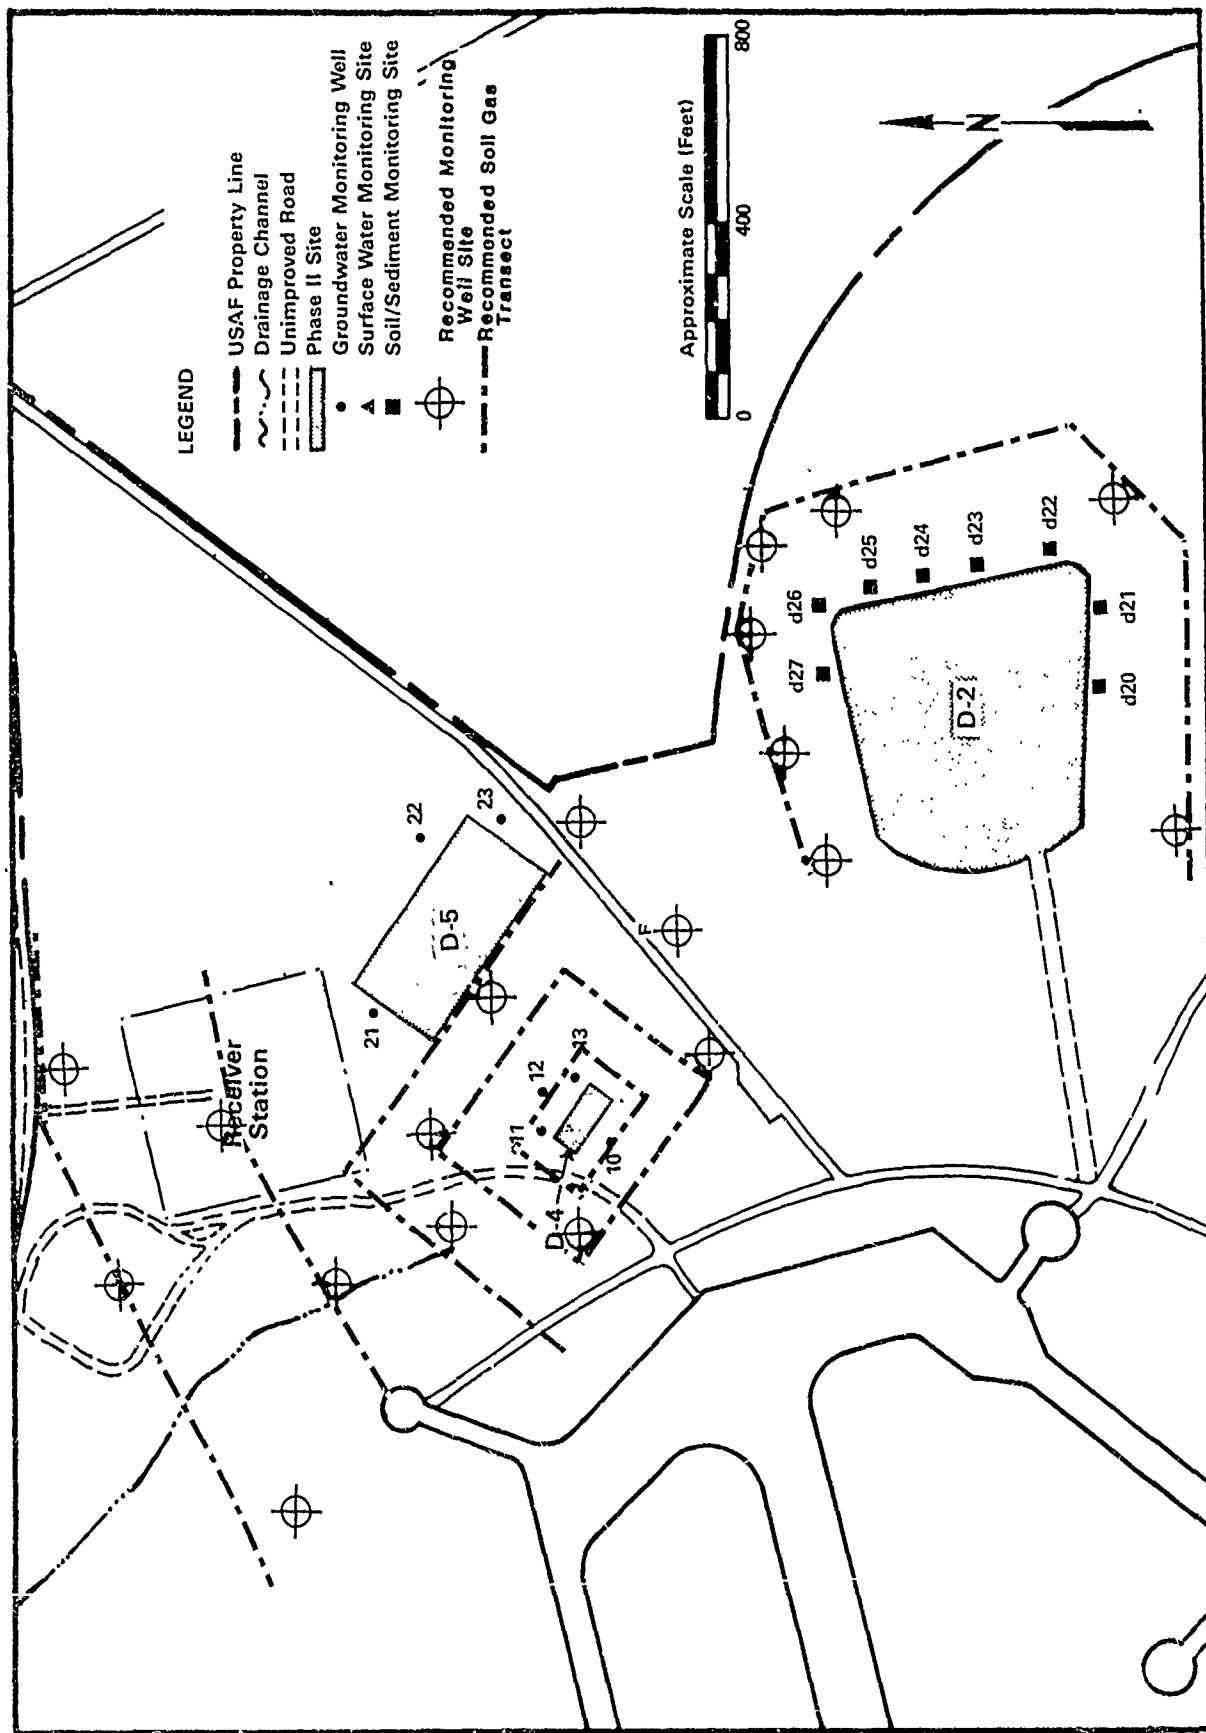 LEGEND
USAF Property Line
Drainage Channel
Unimproved Road
Phase II Site
Groundwater Monitoring Well
Surface Water Monitoring Site
Soil/Sediment Monitoring Site
Recommended Monitoring
Well Site
Recommonded Soil Gas
Transect
Approximate Scale (Feet)
0 400 800
N
Receiver
Station
21
22
23
D-5
F
11
12
13
10
D-4
D-2
d27
d26
d25
d24
d23
d22
d21
d20